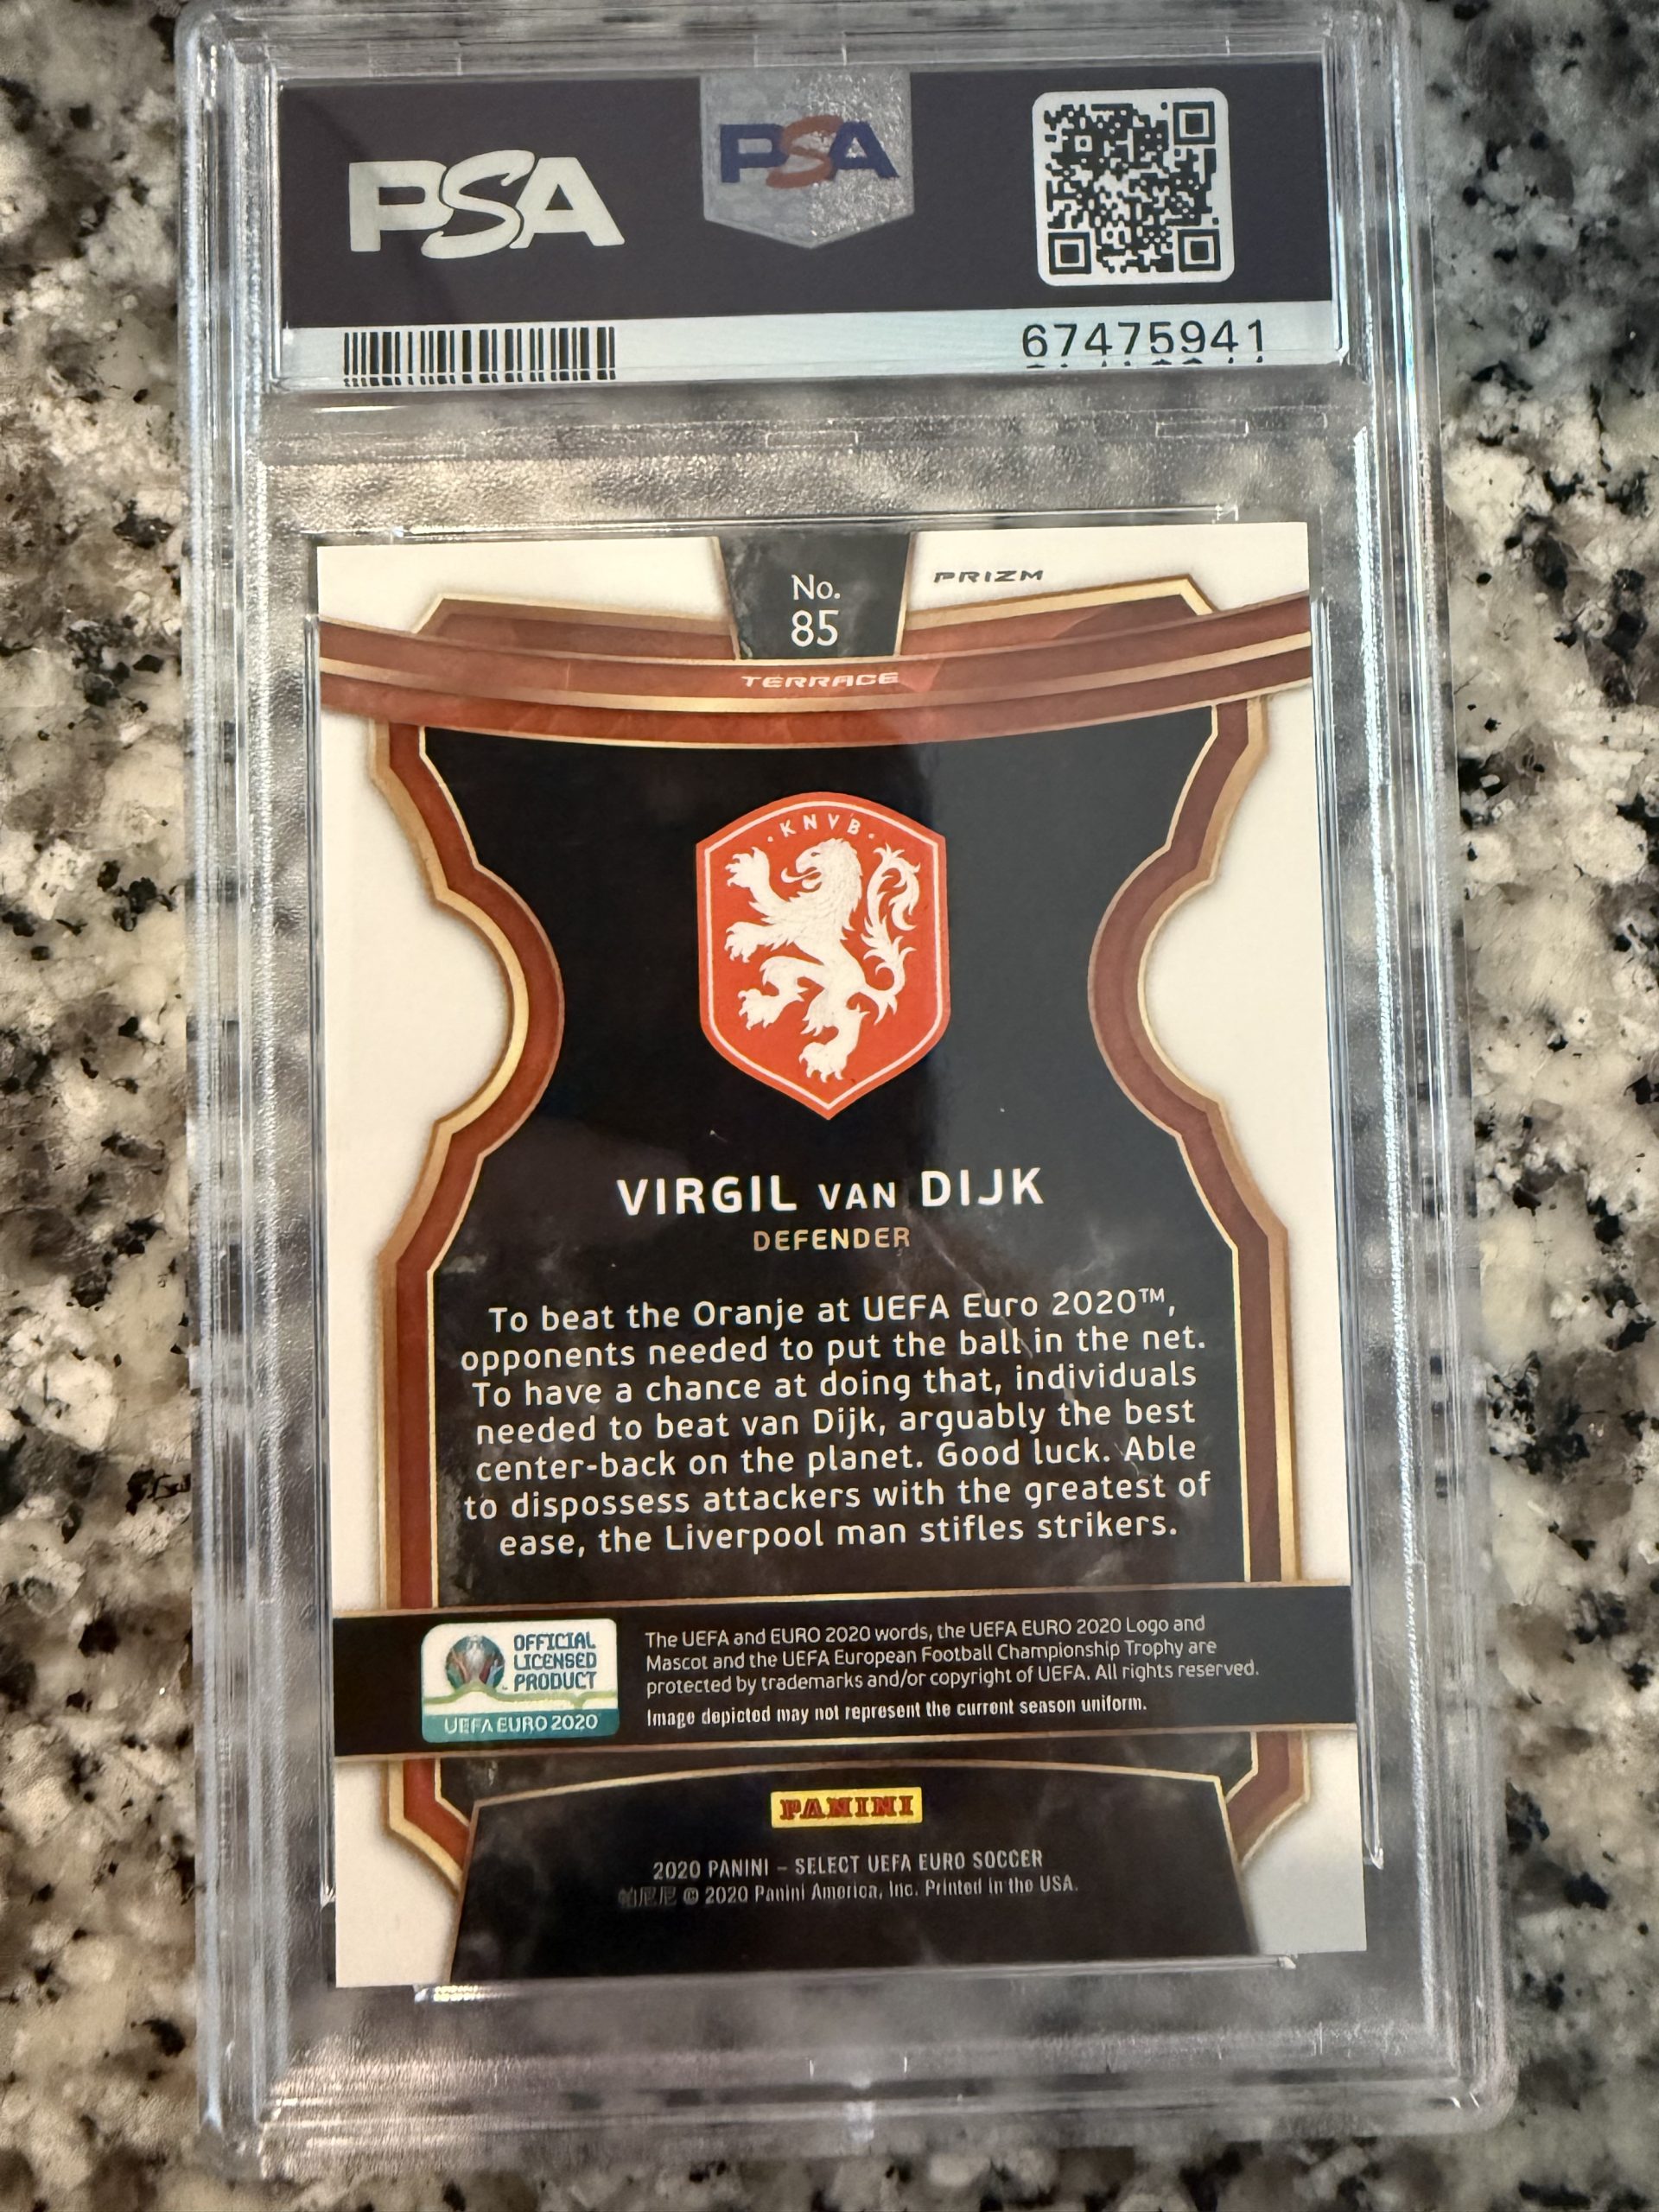 PSA
PSA
67475941
No.
85
PRIZM
TERRACE
KNVB
VIRGIL VAN DIJK
DEFENDER
To beat the Oranje at UEFA Euro 2020™,
opponents needed to put the ball in the net.
To have a chance at doing that, individuals
needed to beat van Dijk, arguably the best
center-back on the planet. Good luck. Able
to dispossess attackers with the greatest of
ease, the Liverpool man stifles strikers.
OFFICIAL
LICENSED
PRODUCT
UEFA EURO 2020
The UEFA and EURO 2020 words, the UEFA EURO 2020 Logo and
Mascot and the UEFA European Football Championship Trophy are
protected by trademarks and/or copyright of UEFA. All rights reserved.
Image depicted may not represent the current season uniform.
PANINI
2020 PANINI – SELECT UEFA EURO SOCCER
帕尼尼 © 2020 Panini America, Inc. Printed in the USA.